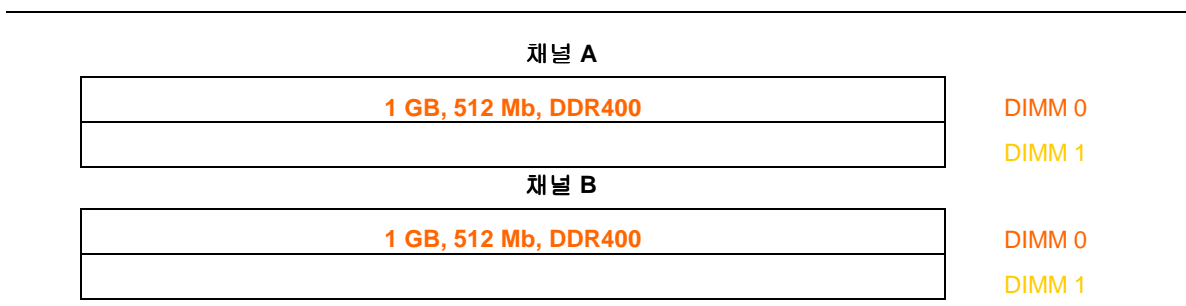 채널 A
1 GB, 512 Mb, DDR400 DIMM 0
DIMM 1
채널 B
1 GB, 512 Mb, DDR400 DIMM 0
DIMM 1